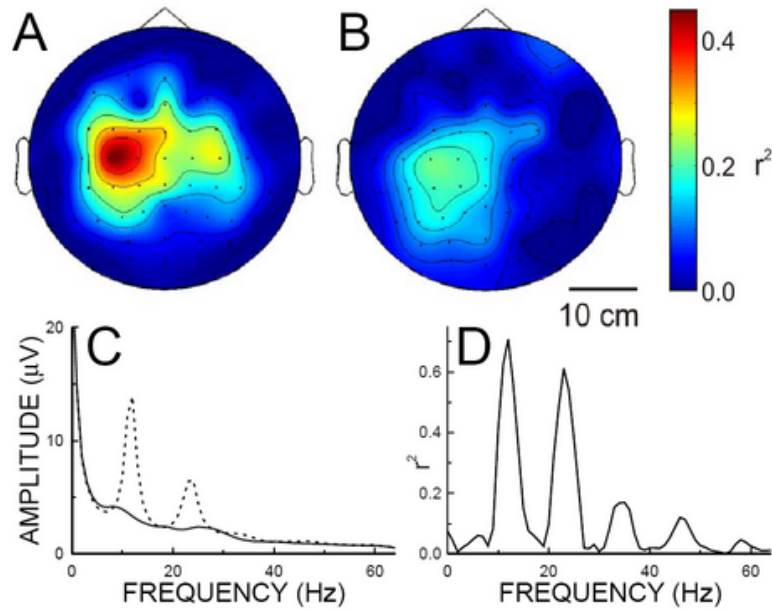 A
B
0.4
0.2
0.0
r²
10 cm
C
20
10
0
AMPLITUDE (µV)
0 20 40 60
FREQUENCY (Hz)
D
0.6
0.4
0.2
0.0
r²
0 20 40 60
FREQUENCY (Hz)